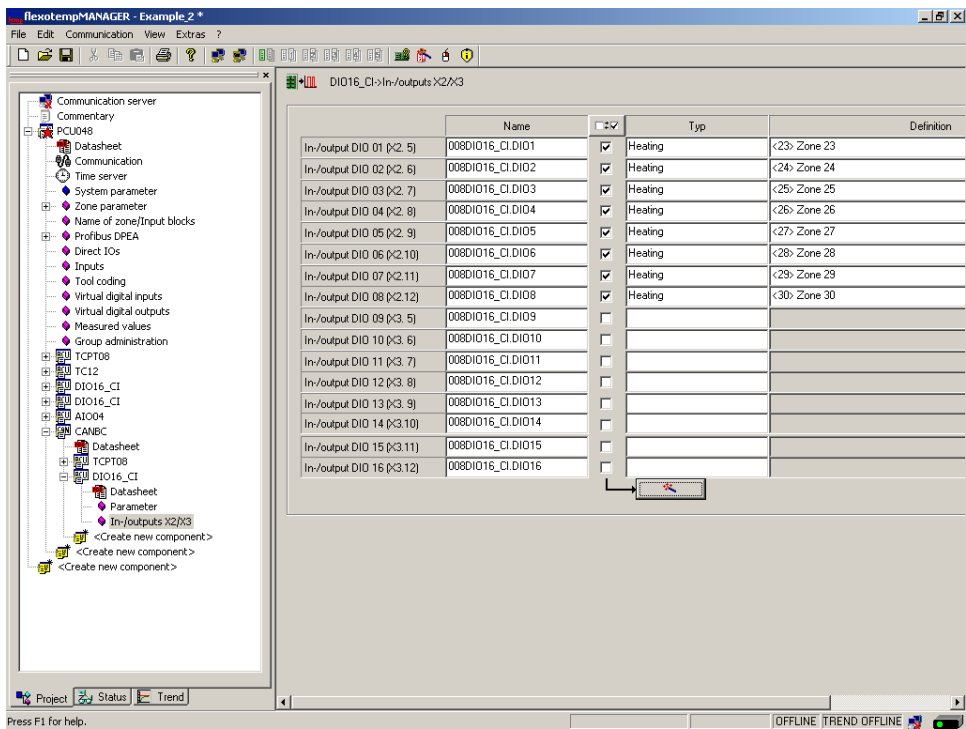 flexotempMANAGER - Example_2 *
File Edit Communication View Extras ?
DIO16_CI->In-/outputs X2/X3
Communication server
Commentary
PCU048
Datasheet
Communication
Time server
System parameter
Zone parameter
Name of zone/Input blocks
Profibus DPEA
Direct IOs
Inputs
Tool coding
Virtual digital inputs
Virtual digital outputs
Measured values
Group administration
TCPT08
TC12
DIO16_CI
DIO16_CI
AIO04
CANBC
Datasheet
TCPT08
DIO16_CI
Datasheet
Parameter
In-/outputs X2/X3
<Create new component>
<Create new component>
<Create new component>
Name Typ Definition
In-/output DIO 01 (X2. 5) 008DIO16_CI.DIO1 Heating <23> Zone 23
In-/output DIO 02 (X2. 6) 008DIO16_CI.DIO2 Heating <24> Zone 24
In-/output DIO 03 (X2. 7) 008DIO16_CI.DIO3 Heating <25> Zone 25
In-/output DIO 04 (X2. 8) 008DIO16_CI.DIO4 Heating <26> Zone 26
In-/output DIO 05 (X2. 9) 008DIO16_CI.DIO5 Heating <27> Zone 27
In-/output DIO 06 (X2.10) 008DIO16_CI.DIO6 Heating <28> Zone 28
In-/output DIO 07 (X2.11) 008DIO16_CI.DIO7 Heating <29> Zone 29
In-/output DIO 08 (X2.12) 008DIO16_CI.DIO8 Heating <30> Zone 30
In-/output DIO 09 (X3. 5) 008DIO16_CI.DIO9
In-/output DIO 10 (X3. 6) 008DIO16_CI.DIO10
In-/output DIO 11 (X3. 7) 008DIO16_CI.DIO11
In-/output DIO 12 (X3. 8) 008DIO16_CI.DIO12
In-/output DIO 13 (X3. 9) 008DIO16_CI.DIO13
In-/output DIO 14 (X3.10) 008DIO16_CI.DIO14
In-/output DIO 15 (X3.11) 008DIO16_CI.DIO15
In-/output DIO 16 (X3.12) 008DIO16_CI.DIO16
Project Status Trend
Press F1 for help. OFFLINE TREND OFFLINE